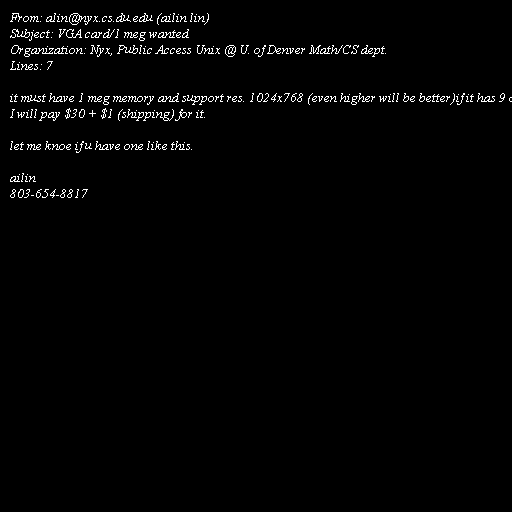 From: alin@nyx.cs.du.edu (ailin lin)
Subject: VGA card/1 meg wanted
Organization: Nyx, Public Access Unix @ U. of Denver Math/CS dept.
Lines: 7

it must have 1 meg memory and support res. 1024x768 (even higher will be better)if it has 9
I will pay $30 + $1 (shipping) for it.

let me knoe if u have one like this.

ailin
803-654-8817